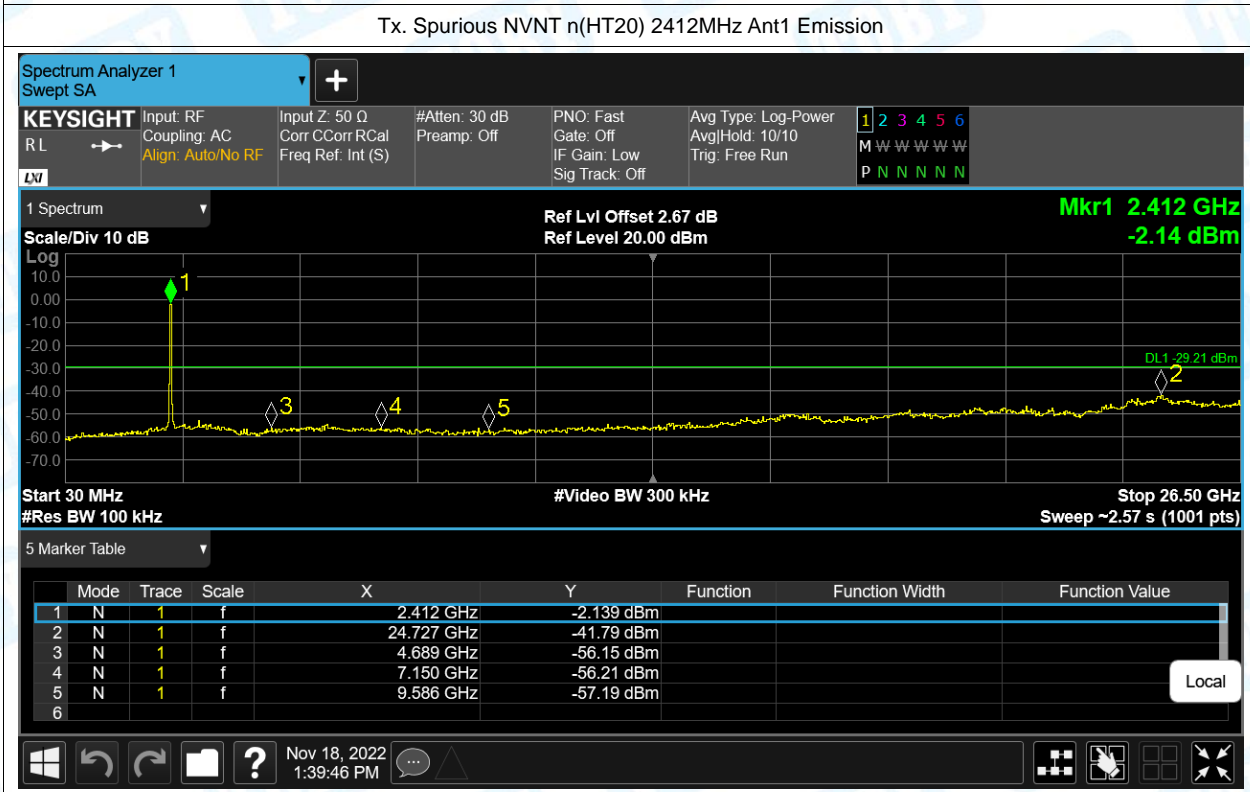 Tx. Spurious NVNT n(HT20) 2412MHz Ant1 Emission
Spectrum Analyzer 1
Swept SA
KEYSIGHT
R L
LXI
Input: RF
Coupling: AC
Align: Auto/No RF
Input Z: 50 Ω
Corr CCorr RCal
Freq Ref: Int (S)
#Atten: 30 dB
Preamp: Off
PNO: Fast
Gate: Off
IF Gain: Low
Sig Track: Off
Avg Type: Log-Power
Avg|Hold: 10/10
Trig: Free Run
1 2 3 4 5 6
M W W W W W
P N N N N N
1 Spectrum
Scale/Div 10 dB
Ref Lvl Offset 2.67 dB
Ref Level 20.00 dBm
Mkr1 2.412 GHz
-2.14 dBm
Log
10.0
0.00
-10.0
-20.0
-30.0
-40.0
-50.0
-60.0
-70.0
1
DL1 -29.21 dBm
2
3
4
5
Start 30 MHz
#Video BW 300 kHz
Stop 26.50 GHz
#Res BW 100 kHz
Sweep ~2.57 s (1001 pts)
5 Marker Table
Mode Trace Scale X Y Function Function Width Function Value
1 N 1 f 2.412 GHz -2.139 dBm
2 N 1 f 24.727 GHz -41.79 dBm
3 N 1 f 4.689 GHz -56.15 dBm
4 N 1 f 7.150 GHz -56.21 dBm
5 N 1 f 9.586 GHz -57.19 dBm
6
Local
?
Nov 18, 2022
1:39:46 PM